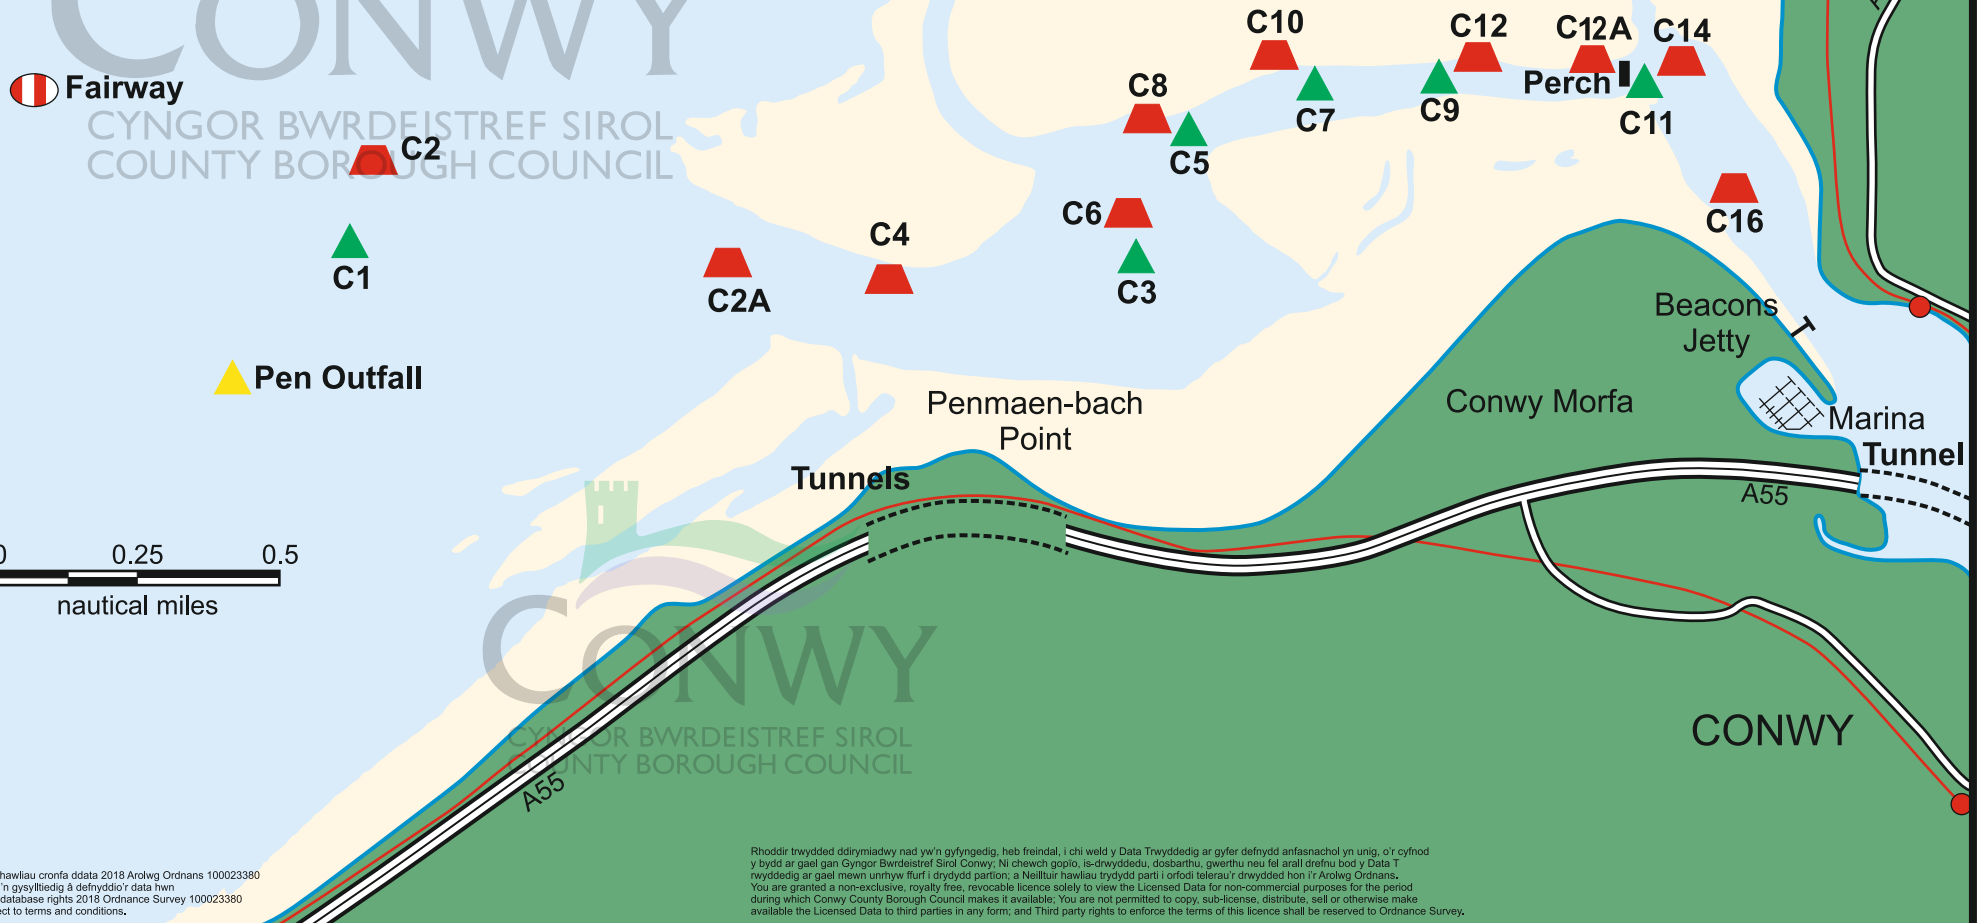 CONWY
CYNGOR BWRDEISTREF SIROL
COUNTY BOROUGH COUNCIL
Fairway
C2
C1
Pen Outfall
C2A
C4
C6
C3
C8
C5
C10
C7
C12
C9
C12A
Perch
C14
C11
C16
Beacons
Jetty
Conwy Morfa
Marina
Tunnel
A55
Penmaen-bach
Point
Tunnels
0 0.25 0.5
nautical miles
CONWY
CYNGOR BWRDEISTREF SIROL
COUNTY BOROUGH COUNCIL
A55
CONWY
hawliau cronfa ddata 2018 Arolwg Ordnans 100023380
'n gysylltiedig â defnyddio'r data hwn
database rights 2018 Ordnance Survey 100023380
ect to terms and conditions.
Rhoddir trwydded ddirymiadwy nad yw'n gyfyngedig, heb freindal, i chi weld y Data Trwyddedig ar gyfer defnydd anfasnachol yn unig, o'r cyfnod
y bydd ar gael gan Gyngor Bwrdeistref Sirol Conwy; Ni chewch gopïo, is-drwyddedu, dosbarthu, gwerthu neu fel arall drefnu bod y Data T
rwyddedig ar gael mewn unrhyw ffurf i drydydd partïon; a Neilltuir hawliau trydydd parti i orfodi telerau'r drwydded hon i'r Arolwg Ordnans.
You are granted a non-exclusive, royalty free, revocable licence solely to view the Licensed Data for non-commercial purposes for the period
during which Conwy County Borough Council makes it available; You are not permitted to copy, sub-license, distribute, sell or otherwise make
available the Licensed Data to third parties in any form; and Third party rights to enforce the terms of this licence shall be reserved to Ordnance Survey.